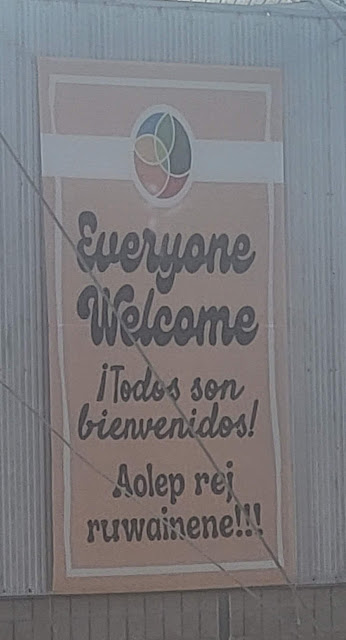 Everyone
Welcome
¡Todos son
bienvenidos!
Aolep rej
ruwainene!!!